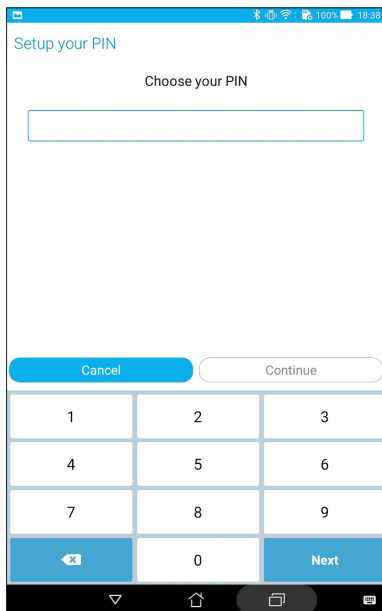 100% 18:38
Setup your PIN
Choose your PIN
Cancel Continue
1 2 3
4 5 6
7 8 9
0 Next